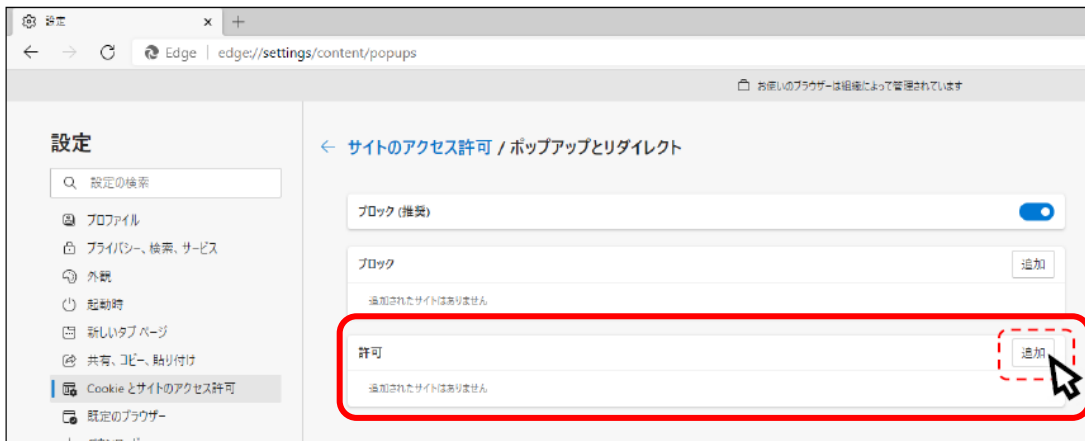 設定
Edge | edge://settings/content/popups
お使いのブラウザーは組織によって管理されています
設定
設定の検索
プロファイル
プライバシー、検索、サービス
外観
起動時
新しいタブ ページ
共有、コピー、貼り付け
Cookie とサイトのアクセス許可
既定のブラウザー
サイトのアクセス許可 / ポップアップとリダイレクト
ブロック (推奨)
ブロック
追加
追加されたサイトはありません
許可
追加
追加されたサイトはありません